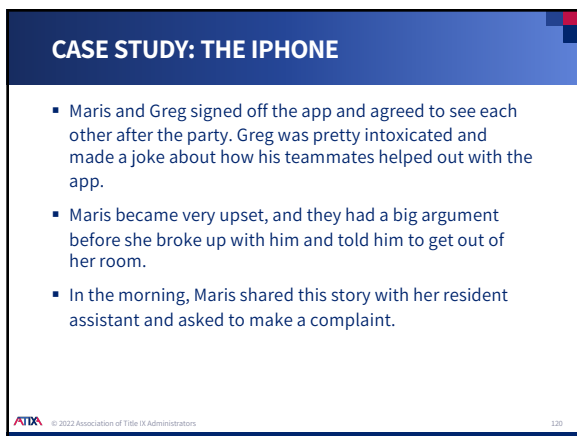 CASE STUDY: THE IPHONE
▪ Maris and Greg signed off the app and agreed to see each
other after the party. Greg was pretty intoxicated and
made a joke about how his teammates helped out with the
app.
▪ Maris became very upset, and they had a big argument
before she broke up with him and told him to get out of
her room.
▪ In the morning, Maris shared this story with her resident
assistant and asked to make a complaint.
ATIXA © 2022 Association of Title IX Administrators 120